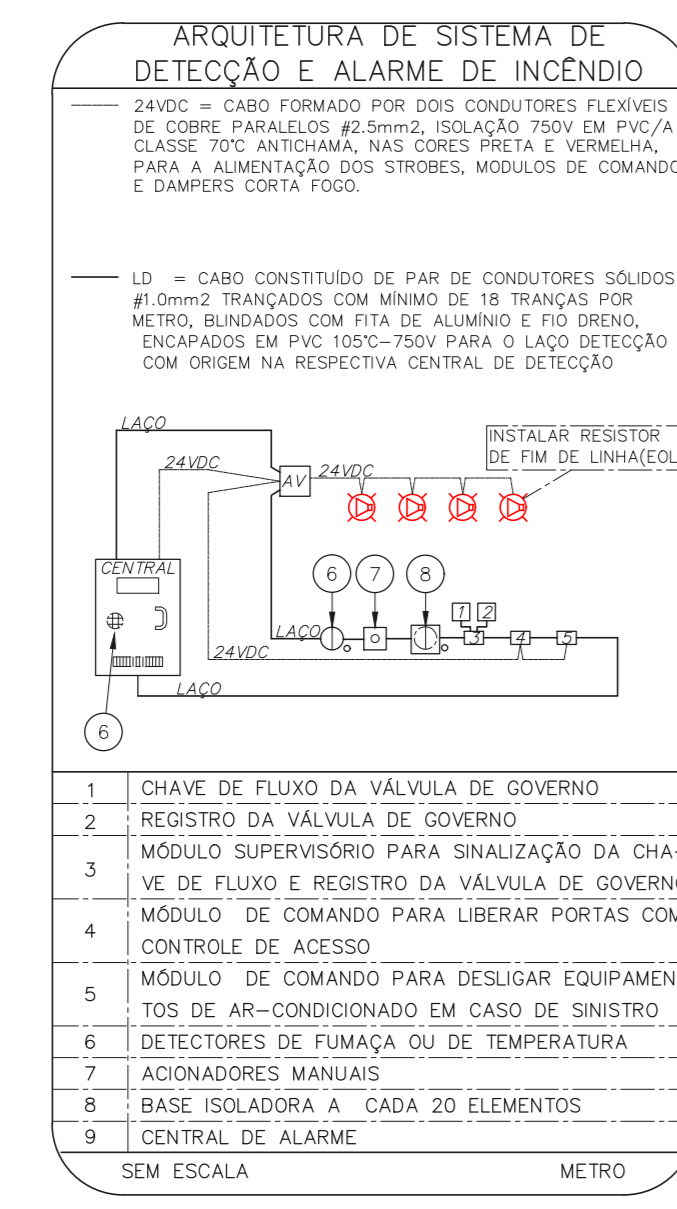 ARQUITETURA DE SISTEMA DE
DETECÇÃO E ALARME DE INCÊNDIO
24VDC = CABO FORMADO POR DOIS CONDUTORES FLEXÍVEIS
DE COBRE PARALELOS #2.5mm2, ISOLAÇÃO 750V EM PVC/A
CLASSE 70°C ANTICHAMA, NAS CORES PRETA E VERMELHA,
PARA A ALIMENTAÇÃO DOS STROBES, MODULOS DE COMANDO
E DAMPERS CORTA FOGO.
LD = CABO CONSTITUÍDO DE PAR DE CONDUTORES SÓLIDOS
#1.0mm2 TRANÇADOS COM MÍNIMO DE 18 TRANÇAS POR
METRO, BLINDADOS COM FITA DE ALUMÍNIO E FIO DRENO,
ENCAPADOS EM PVC 105°C-750V PARA O LAÇO DETECÇÃO
COM ORIGEM NA RESPECTIVA CENTRAL DE DETECÇÃO
LAÇO
INSTALAR RESISTOR
DE FIM DE LINHA(EOL
24VDC
AV
24VDC
CENTRAL
6
7
8
1
2
LAÇO
3
4
5
24VDC
LAÇO
6
1 CHAVE DE FLUXO DA VÁLVULA DE GOVERNO
2 REGISTRO DA VÁLVULA DE GOVERNO
3 MÓDULO SUPERVISÓRIO PARA SINALIZAÇÃO DA CHA-
VE DE FLUXO E REGISTRO DA VÁLVULA DE GOVERNO
4 MÓDULO DE COMANDO PARA LIBERAR PORTAS COM
CONTROLE DE ACESSO
5 MÓDULO DE COMANDO PARA DESLIGAR EQUIPAMEN
TOS DE AR-CONDICIONADO EM CASO DE SINISTRO
6 DETECTORES DE FUMAÇA OU DE TEMPERATURA
7 ACIONADORES MANUAIS
8 BASE ISOLADORA A CADA 20 ELEMENTOS
9 CENTRAL DE ALARME
SEM ESCALA METRO